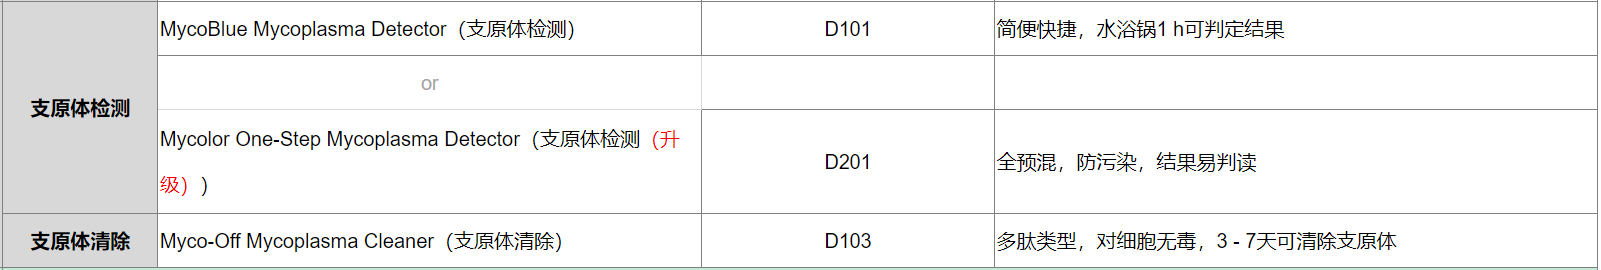 支原体检测
MycoBlue Mycoplasma Detector（支原体检测）
D101
简便快捷，水浴锅1 h可判定结果
or
Mycolor One-Step Mycoplasma Detector（支原体检测（升
级））
D201
全预混，防污染，结果易判读
支原体清除
Myco-Off Mycoplasma Cleaner（支原体清除）
D103
多肽类型，对细胞无毒，3 - 7天可清除支原体